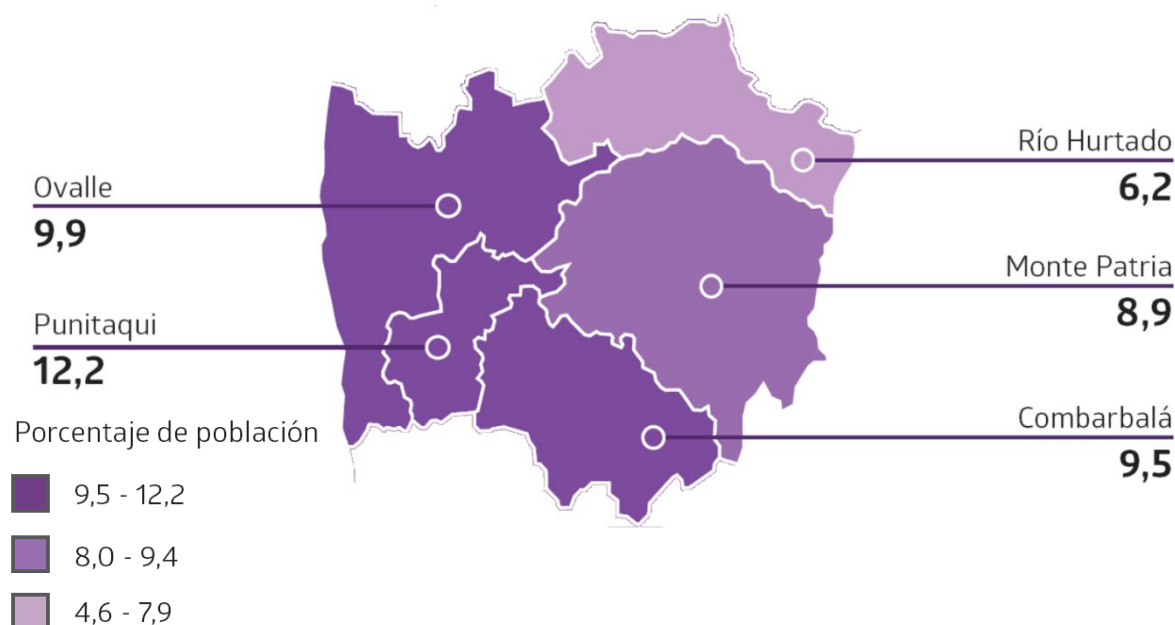 Ovalle
9,9
Punitaqui
12,2
Río Hurtado
6,2
Monte Patria
8,9
Combarbalá
9,5
Porcentaje de población
9,5 - 12,2
8,0 - 9,4
4,6 - 7,9